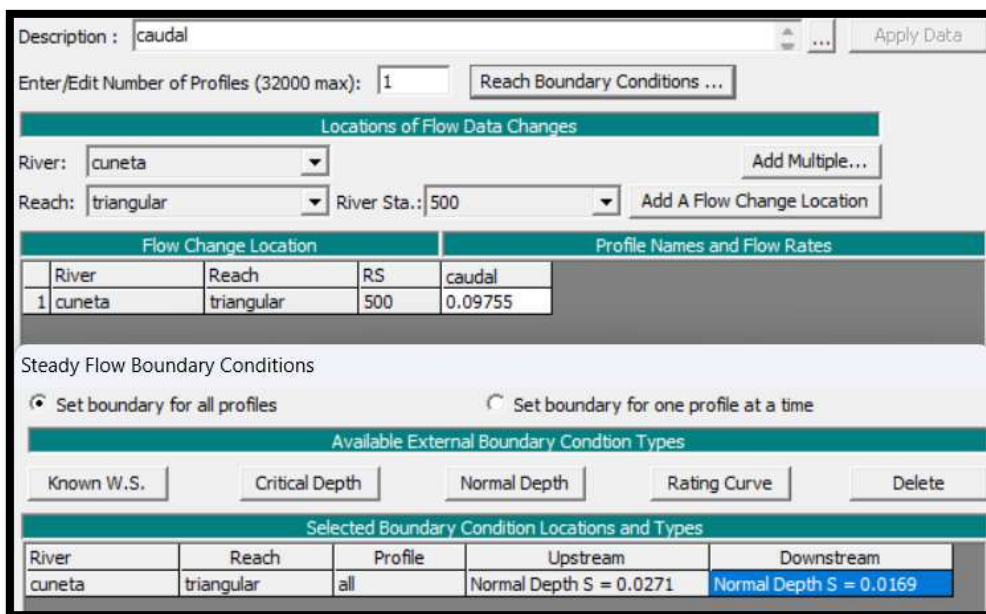 Description : caudal ... Apply Data
Enter/Edit Number of Profiles (32000 max): 1 Reach Boundary Conditions ...
Locations of Flow Data Changes
River: cuneta Add Multiple...
Reach: triangular River Sta.: 500 Add A Flow Change Location
Flow Change Location Profile Names and Flow Rates
River Reach RS caudal
1 cuneta triangular 500 0.09755
Steady Flow Boundary Conditions
Set boundary for all profiles Set boundary for one profile at a time
Available External Boundary Condtion Types
Known W.S. Critical Depth Normal Depth Rating Curve Delete
Selected Boundary Condition Locations and Types
River Reach Profile Upstream Downstream
cuneta triangular all Normal Depth S = 0.0271 Normal Depth S = 0.0169